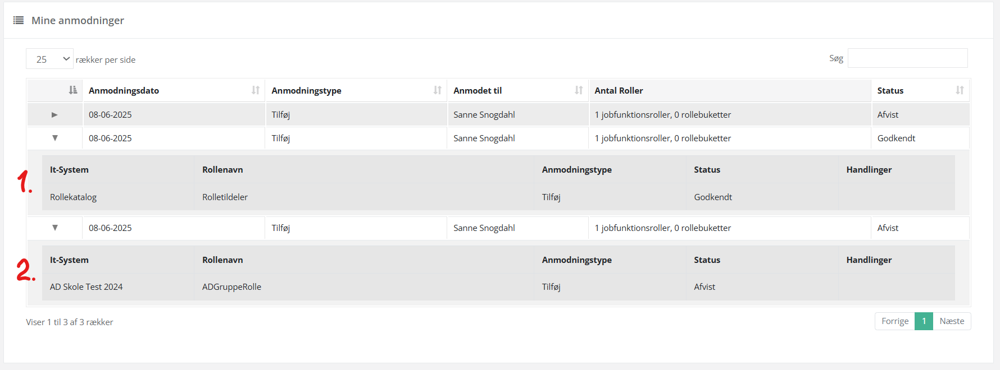 Mine anmodninger
25 rækker per side Søg
Anmodningsdato Anmodningstype Anmodet til Antal Roller Status
08-06-2025 Tilføj Sanne Snogdahl 1 jobfunktionsroller, 0 rollebuketter Afvist
08-06-2025 Tilføj Sanne Snogdahl 1 jobfunktionsroller, 0 rollebuketter Godkendt
1.
It-System Rollenavn Anmodningstype Status Handlinger
Rollekatalog Rolletildeler Tilføj Godkendt
08-06-2025 Tilføj Sanne Snogdahl 1 jobfunktionsroller, 0 rollebuketter Afvist
2.
It-System Rollenavn Anmodningstype Status Handlinger
AD Skole Test 2024 ADGruppeRolle Tilføj Afvist
Viser 1 til 3 af 3 rækker Forrige 1 Næste